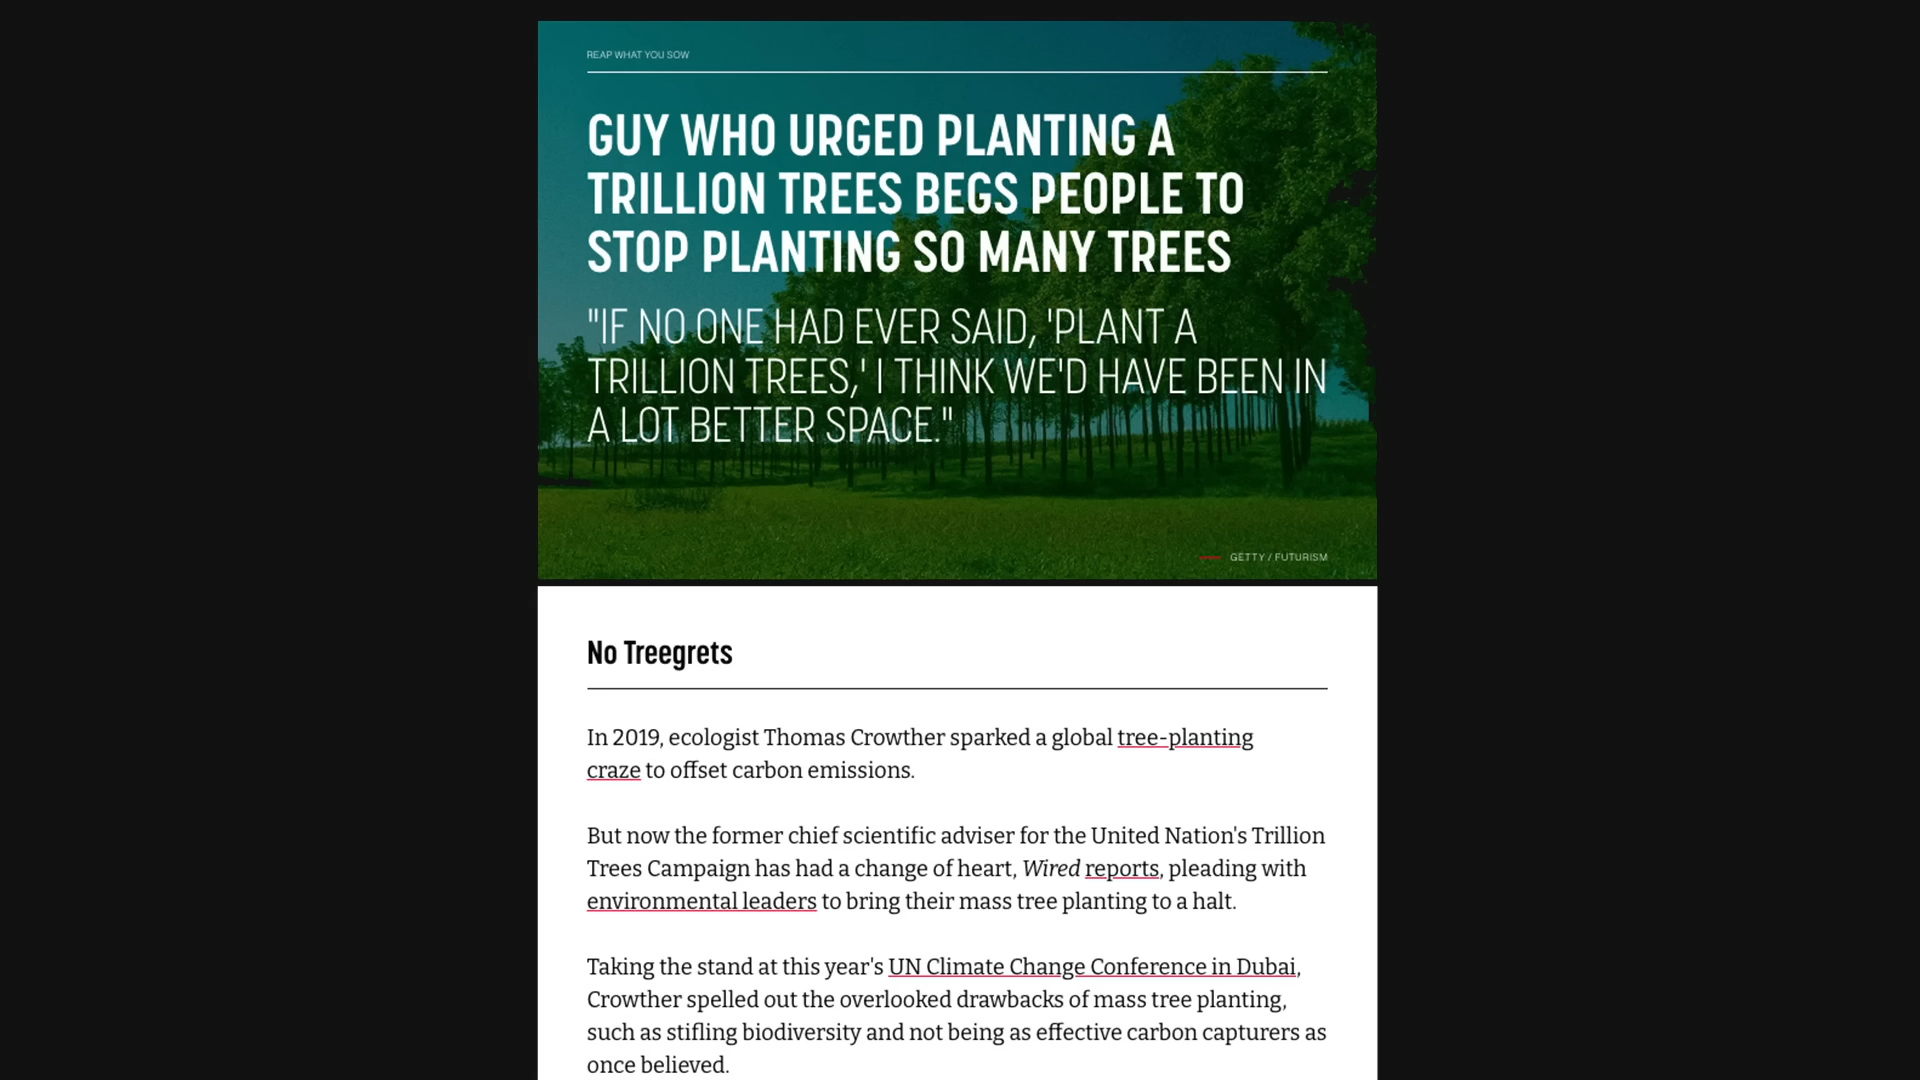 REAP WHAT YOU SOW
GUY WHO URGED PLANTING A
TRILLION TREES BEGS PEOPLE TO
STOP PLANTING SO MANY TREES
"IF NO ONE HAD EVER SAID, 'PLANT A
TRILLION TREES,' I THINK WE'D HAVE BEEN IN
A LOT BETTER SPACE."
GETTY / FUTURISM
No Treegrets
In 2019, ecologist Thomas Crowther sparked a global tree-planting
craze to offset carbon emissions.
But now the former chief scientific adviser for the United Nation's Trillion
Trees Campaign has had a change of heart, Wired reports, pleading with
environmental leaders to bring their mass tree planting to a halt.
Taking the stand at this year's UN Climate Change Conference in Dubai,
Crowther spelled out the overlooked drawbacks of mass tree planting,
such as stifling biodiversity and not being as effective carbon capturers as
once believed.